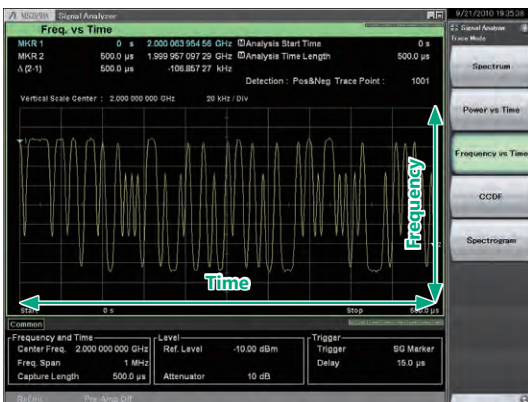 Signal Analyzer
9/21/2010 19:35:38
Freq. vs Time
MKR 1 0 s 2.000 063 954 56 GHz M Analysis Start Time 0 s
MKR 2 500.0 µs 1.999 957 097 29 GHz M Analysis Time Length 500.0 µs
Δ (2-1) 500.0 µs -106.857 27 kHz
Detection : Pos&Neg Trace Point : 1001
Vertical Scale Center : 2.000 000 000 GHz 20 kHz / Div
1
2
Frequency
Time
Start 0 s Stop 500.0 µs
Common
Frequency and Time
Center Freq. 2.000 000 000 GHz
Freq. Span 1 MHz
Capture Length 500.0 µs
Level
Ref. Level -10.00 dBm
Attenuator 10 dB
Trigger
Trigger SG Marker
Delay 15.0 µs
Pre-Amp Off
Signal Analyzer
Trace Mode
Spectrum
Power vs Time
Frequency vs Time
CCDF
Spectrogram